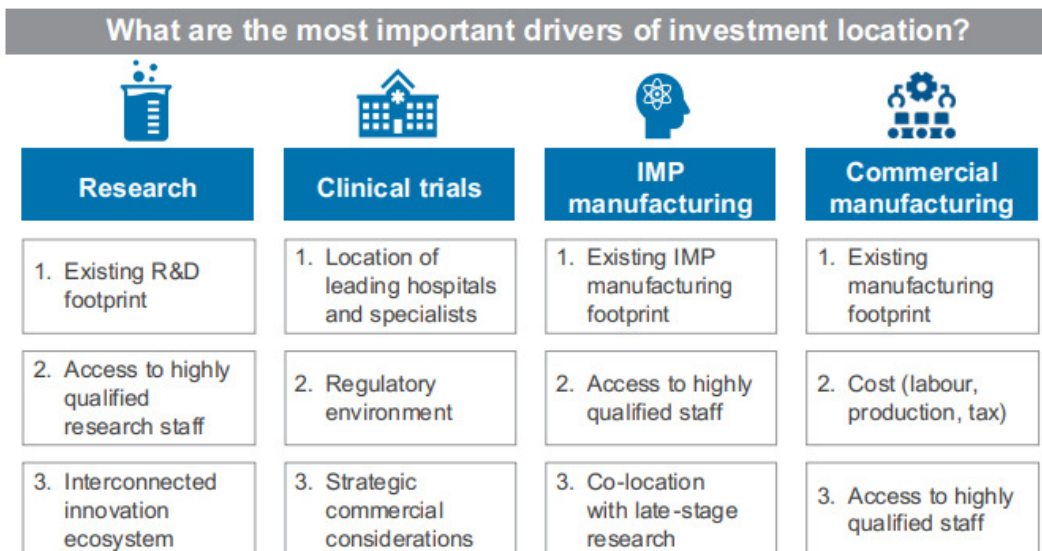 What are the most important drivers of investment location?
Research
Clinical trials
IMP
manufacturing
Commercial
manufacturing
1. Existing R&D
footprint
1. Location of
leading hospitals
and specialists
1. Existing IMP
manufacturing
footprint
1. Existing
manufacturing
footprint
2. Access to highly
qualified
research staff
2. Regulatory
environment
2. Access to highly
qualified staff
2. Cost (labour,
production, tax)
3. Interconnected
innovation
ecosystem
3. Strategic
commercial
considerations
3. Co-location
with late-stage
research
3. Access to highly
qualified staff